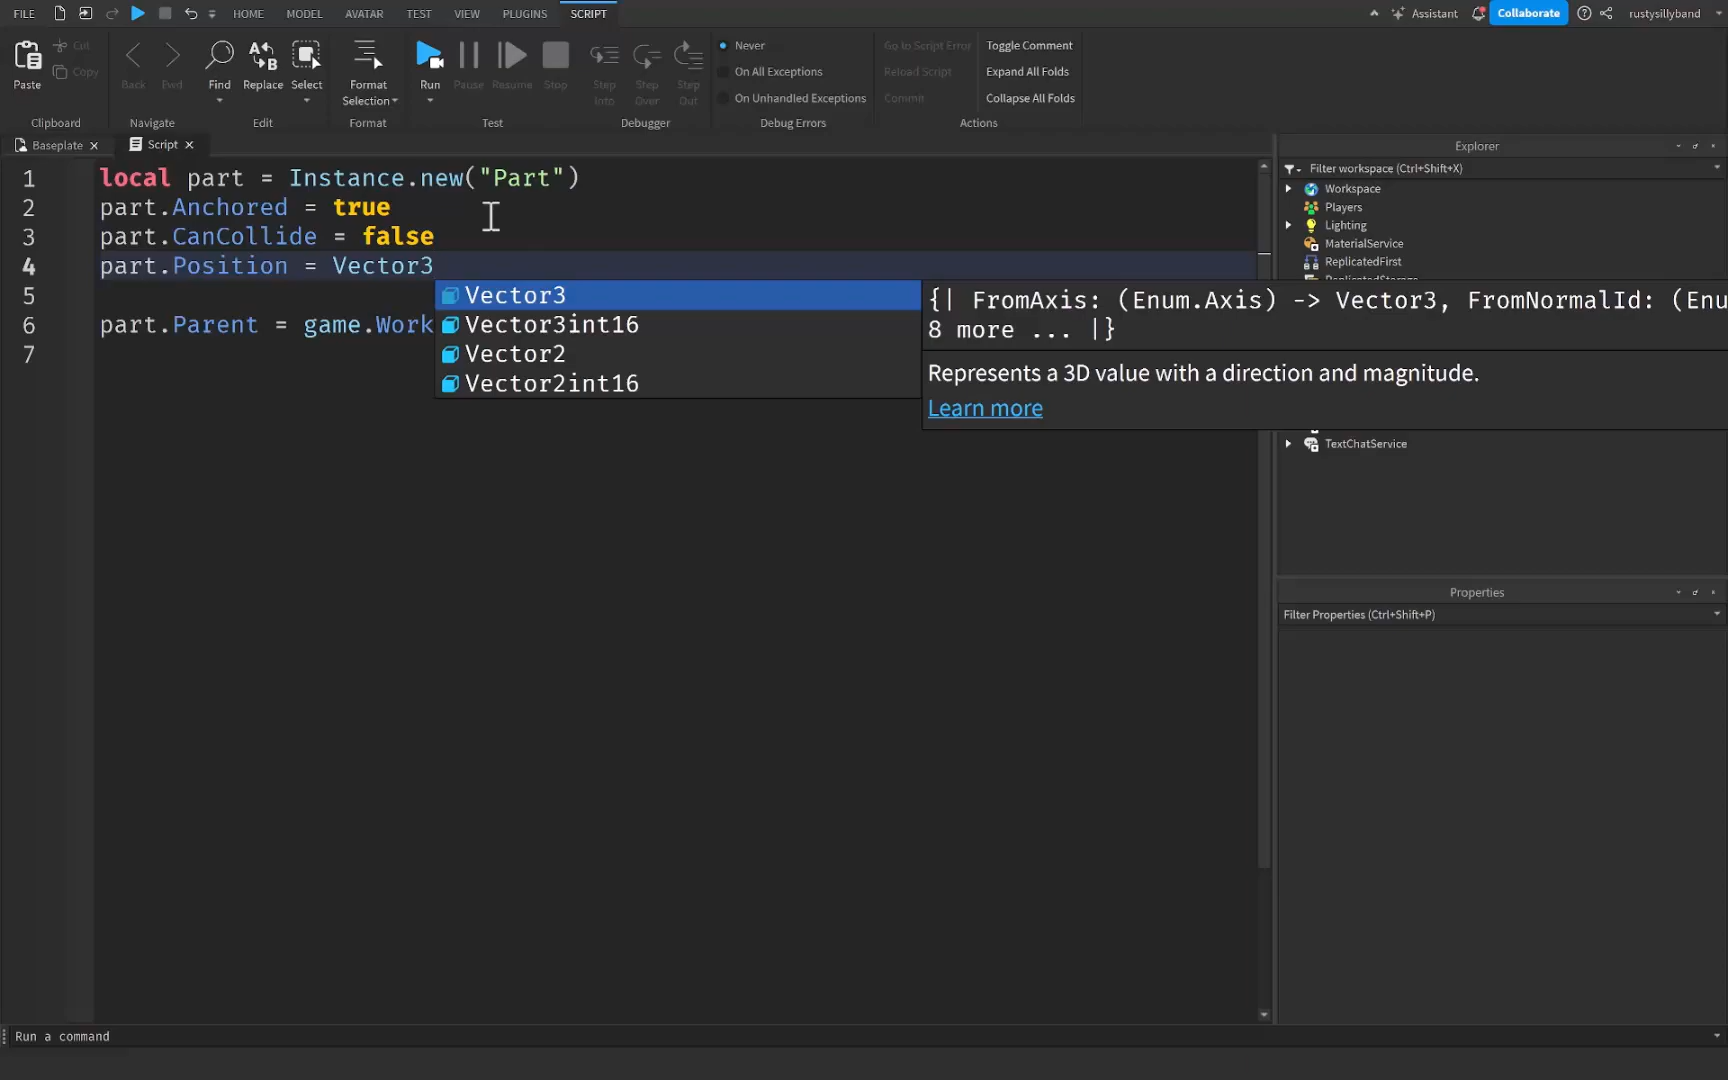 FILE HOME MODEL AVATAR TEST VIEW PLUGINS SCRIPT Assistant Collaborate rustysillyband
Paste Cut Copy
Back Fwd
Find Replace Select
Format Selection
Run Pause Resume Stop
Step Into Step Over Step Out
Never
On All Exceptions
On Unhandled Exceptions
Go to Script Error
Reload Script
Commit
Toggle Comment
Expand All Folds
Collapse All Folds
Clipboard Navigate Edit Format Test Debugger Debug Errors Actions
Baseplate Script
1 local part = Instance.new("Part")
2 part.Anchored = true
3 part.CanCollide = false
4 part.Position = Vector3
5
6 part.Parent = game.Work
7
Vector3
Vector3int16
Vector2
Vector2int16
{| FromAxis: (Enum.Axis) -> Vector3, FromNormalId: (Enu
8 more ... |}
Represents a 3D value with a direction and magnitude.
Learn more
Explorer
Filter workspace (Ctrl+Shift+X)
Workspace
Players
Lighting
MaterialService
ReplicatedFirst
ReplicatedStorage
TextChatService
Properties
Filter Properties (Ctrl+Shift+P)
Run a command